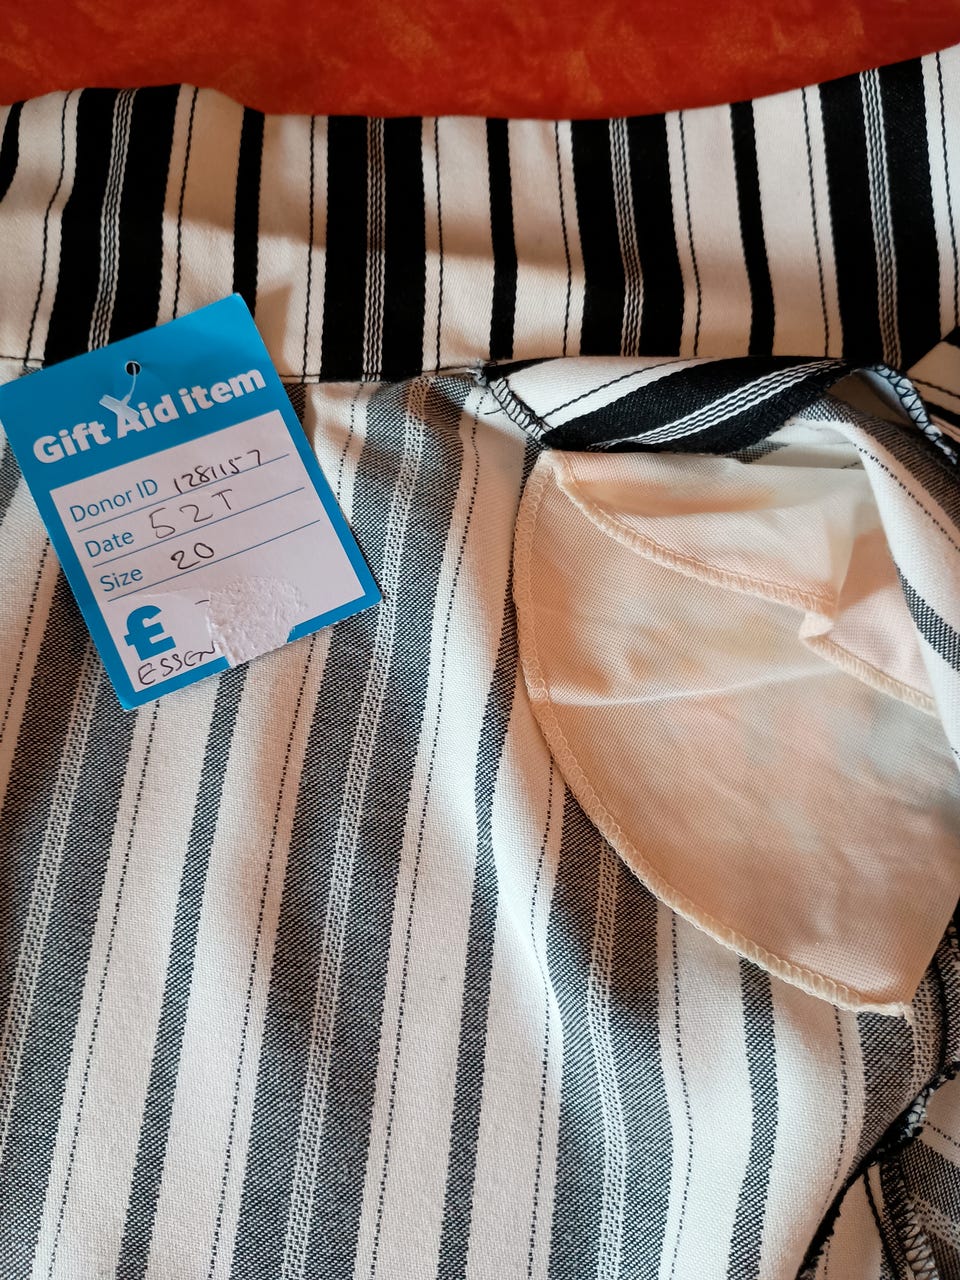 Gift Aid item
Donor ID 1281157
Date 52T
Size 20
£
ESSEN